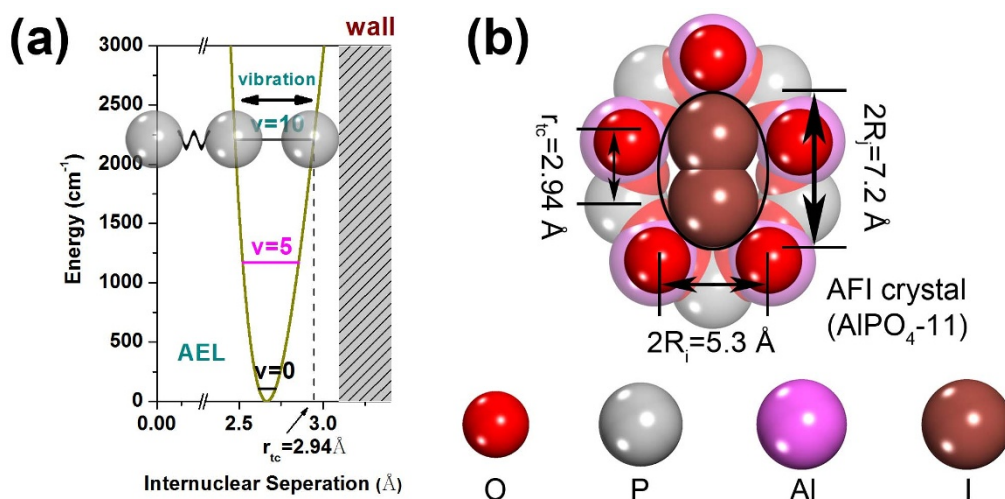 (a)
wall
3000
2500
2000
1500
1000
500
0
Energy (cm⁻¹)
vibration
v=10
v=5
v=0
AEL
0.00
2.5
3.0
r_tc=2.94Å
Internuclear Seperation (Å)
(b)
r_tc=2.94 Å
2R_j=7.2 Å
2R_i=5.3 Å
AFI crystal
(AlPO₄-11)
O
P
Al
I